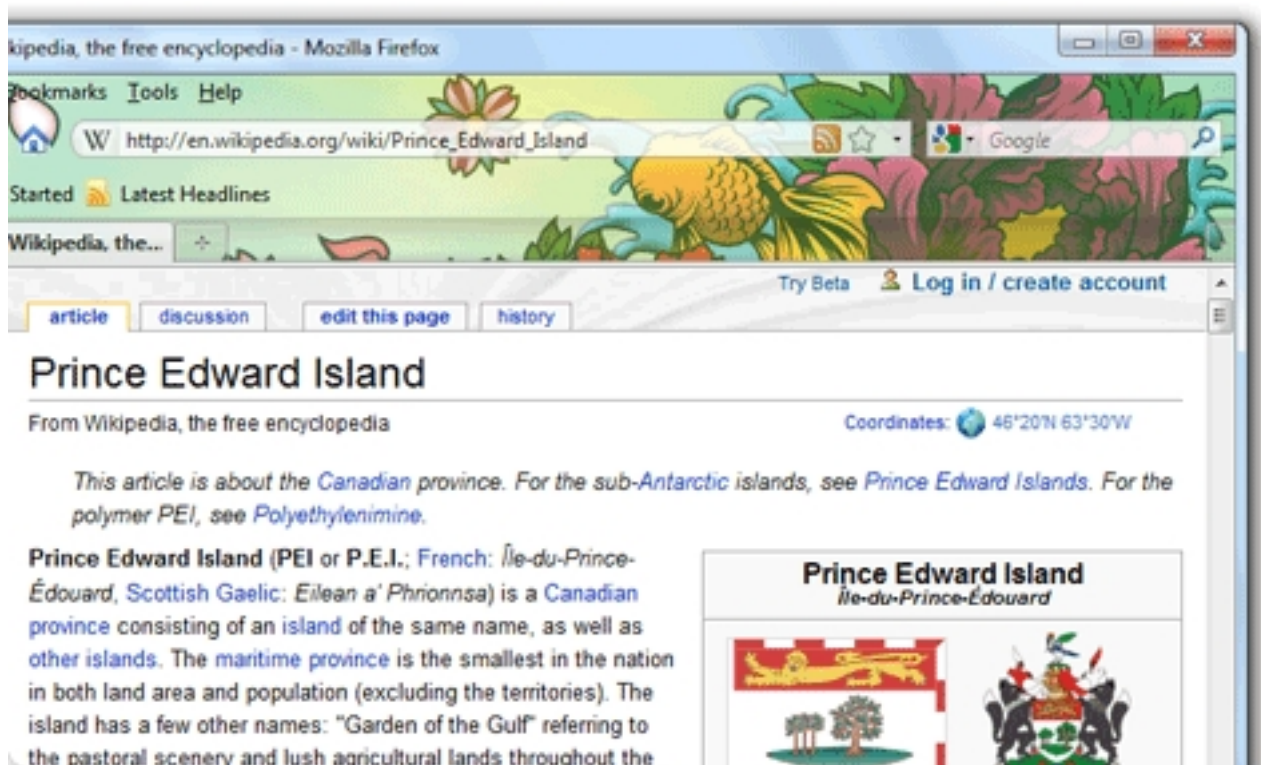 kipedia, the free encyclopedia - Mozilla Firefox
Bookmarks Tools Help
W http://en.wikipedia.org/wiki/Prince_Edward_Island Google
Started Latest Headlines
Wikipedia, the...
Try Beta Log in / create account
article discussion edit this page history
Prince Edward Island
From Wikipedia, the free encyclopedia Coordinates: 46°20′N 63°30′W
This article is about the Canadian province. For the sub-Antarctic islands, see Prince Edward Islands. For the
polymer PEI, see Polyethylenimine.
Prince Edward Island (PEI or P.E.I.; French: Île-du-Prince-
Édouard, Scottish Gaelic: Eilean a' Phrionnsa) is a Canadian
province consisting of an island of the same name, as well as
other islands. The maritime province is the smallest in the nation
in both land area and population (excluding the territories). The
island has a few other names: "Garden of the Gulf" referring to
the pastoral scenery and lush agricultural lands throughout the
Prince Edward Island
Île-du-Prince-Édouard